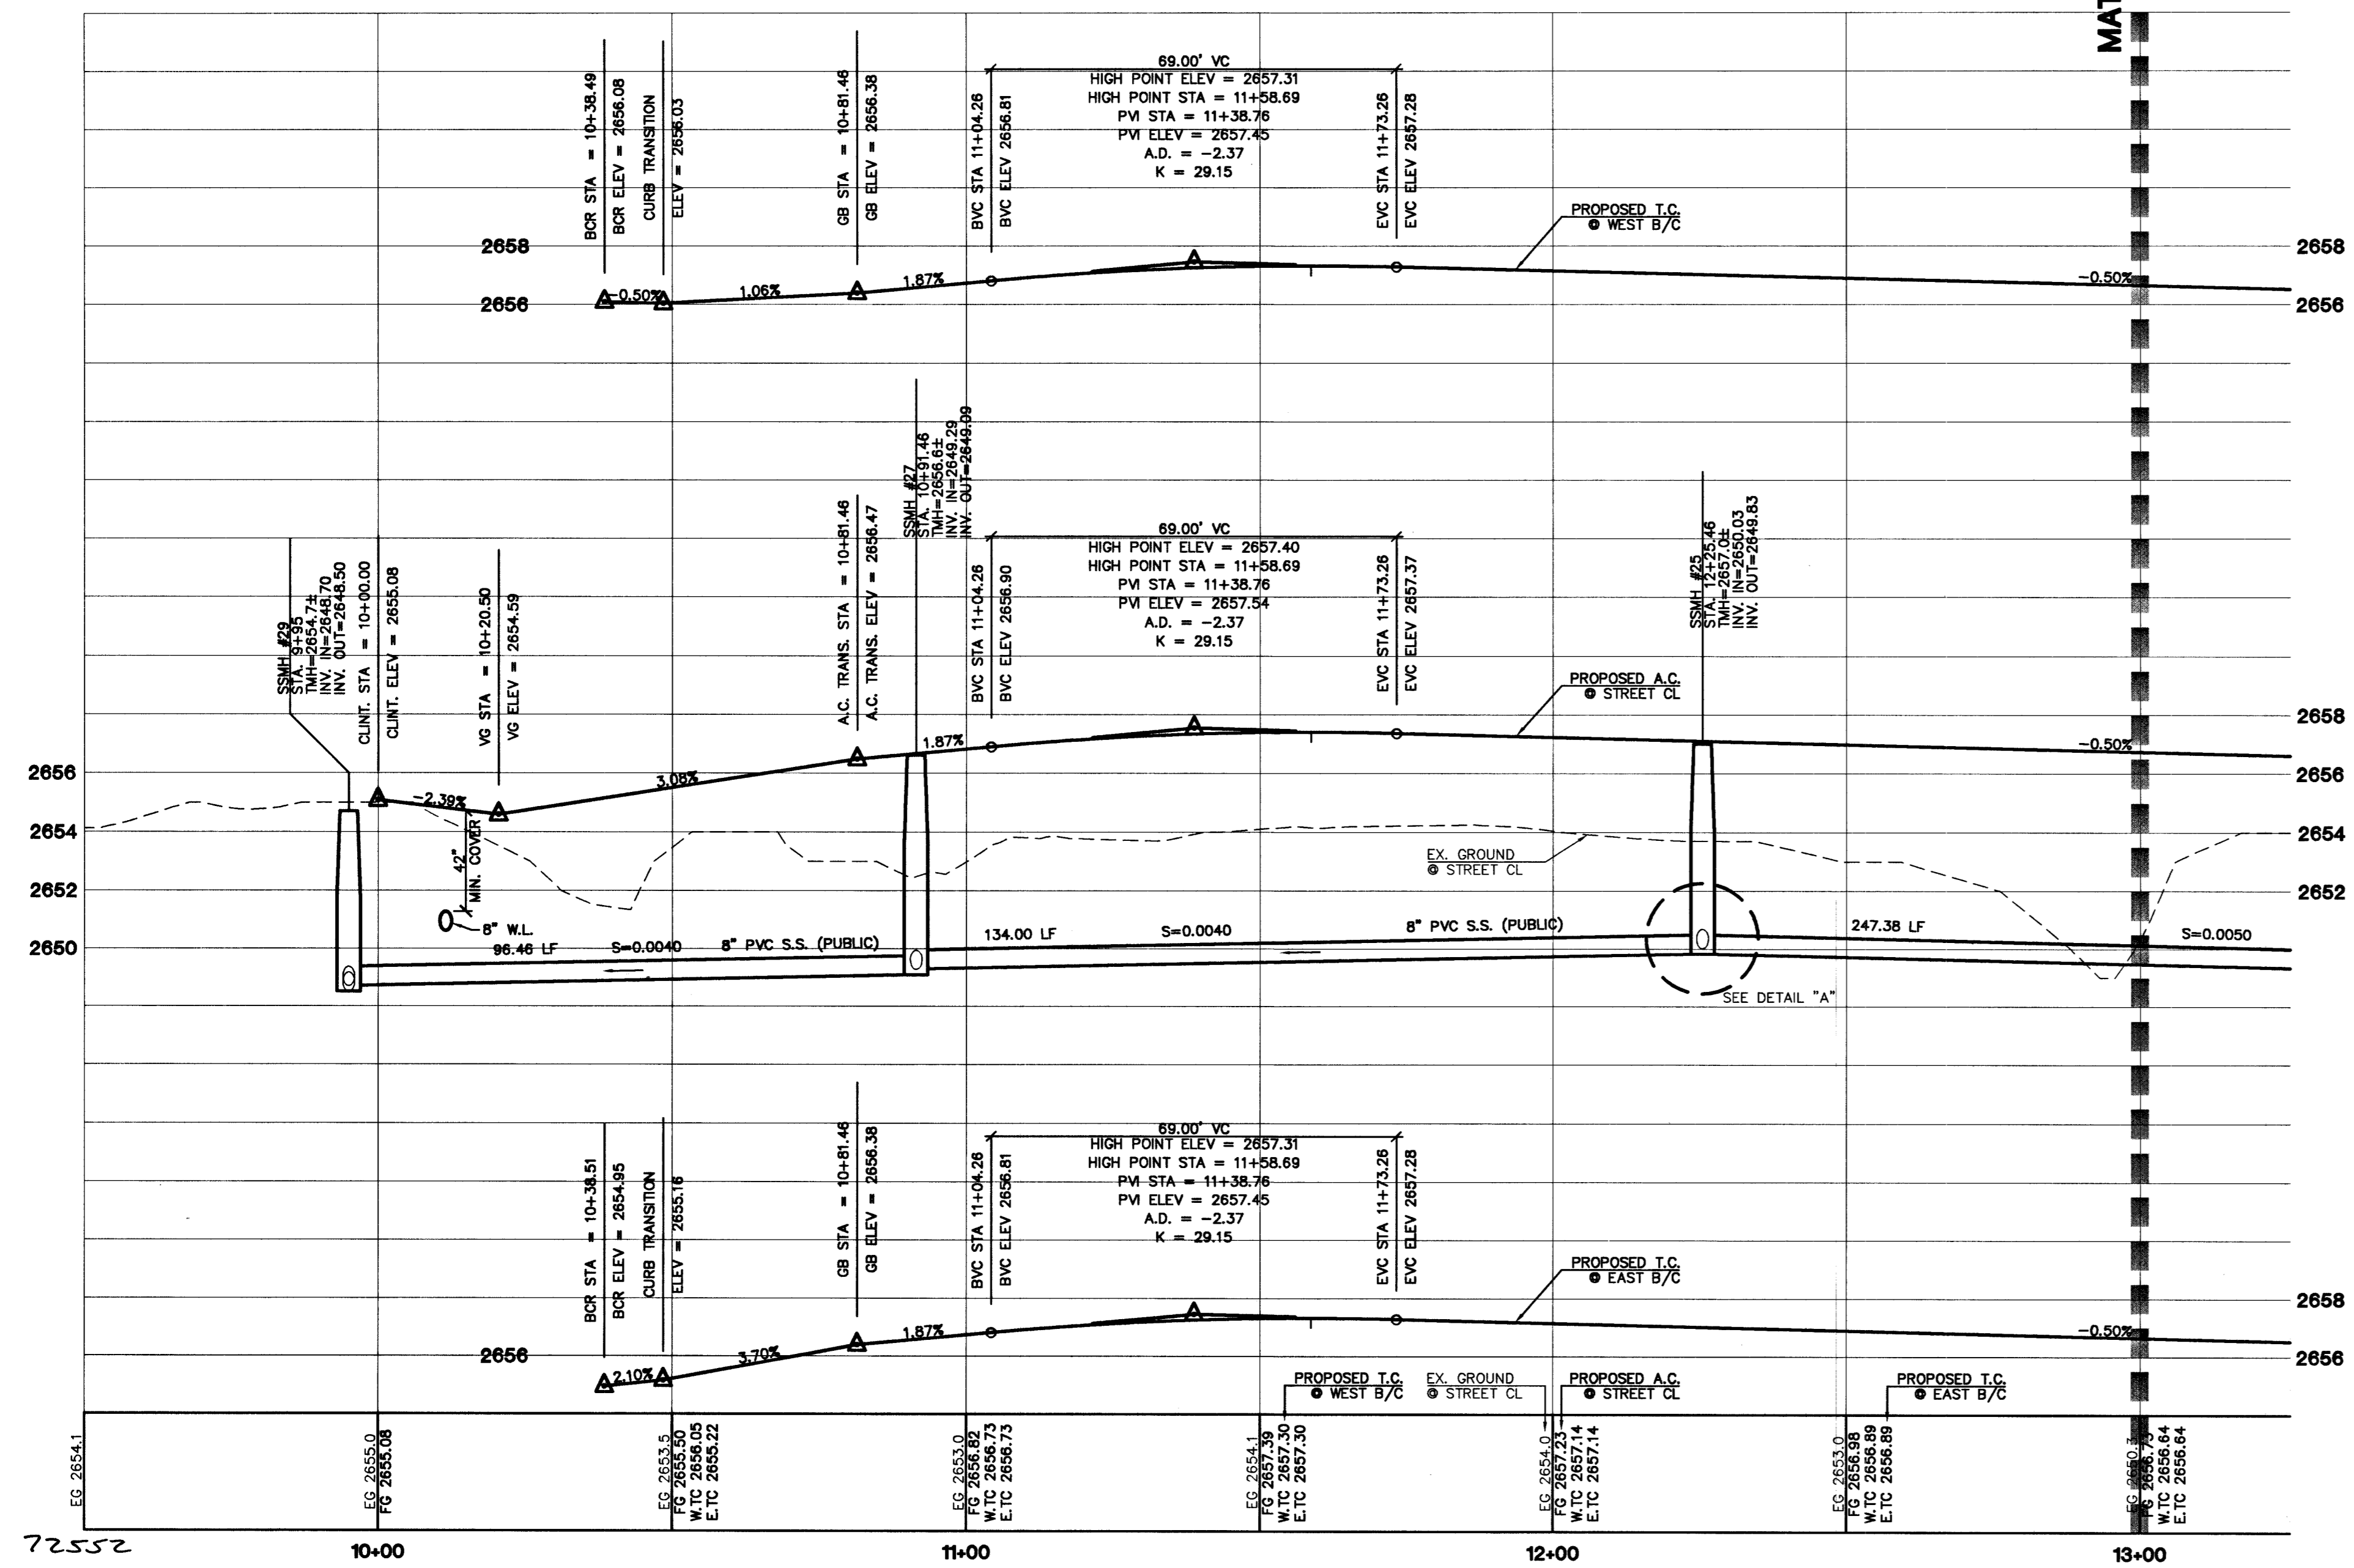 MAT
BCR STA = 10+38.49
BCR ELEV = 2656.08
CURB TRANSITION
ELEV = 2656.03
GB STA = 10+81.46
GB ELEV = 2656.38
BVC STA 11+04.26
BVC ELEV 2656.81
69.00' VC
HIGH POINT ELEV = 2657.31
HIGH POINT STA = 11+58.69
PVI STA = 11+38.76
PVI ELEV = 2657.45
A.D. = -2.37
K = 29.15
EVC STA 11+73.26
EVC ELEV 2657.28
PROPOSED T.C.
@ WEST B/C
2658
2658
2656
-0.50%
1.06%
1.87%
-0.50%
2656
SSMH #29
STA. 9+95
TMH=2654.7±
INV. IN=2648.70
INV. OUT=2648.50
CLINT. STA = 10+00.00
CLINT. ELEV = 2655.08
VG STA = 10+20.50
VG ELEV = 2654.59
A.C. TRANS. STA = 10+81.46
A.C. TRANS. ELEV = 2656.47
SSMH #27
STA. 10+91.46
TMH=2656.6±
INV. IN=2649.29
INV. OUT=2649.09
BVC STA 11+04.26
BVC ELEV 2656.90
69.00' VC
HIGH POINT ELEV = 2657.40
HIGH POINT STA = 11+58.69
PVI STA = 11+38.76
PVI ELEV = 2657.54
A.D. = -2.37
K = 29.15
EVC STA 11+73.26
EVC ELEV 2657.37
SSMH #25
STA. 12+25.46
TMH=2657.0±
INV. IN=2650.03
INV. OUT=2649.83
PROPOSED A.C.
@ STREET CL
2658
1.87%
-0.50%
2656
2656
3.08%
-2.39%
2654
2654
42"
MIN. COVER
EX. GROUND
@ STREET CL
2652
2652
8" W.L.
2650
96.46 LF
S=0.0040
8" PVC S.S. (PUBLIC)
134.00 LF
S=0.0040
8" PVC S.S. (PUBLIC)
247.38 LF
S=0.0050
SEE DETAIL "A"
BCR STA = 10+38.51
BCR ELEV = 2654.95
CURB TRANSITION
ELEV = 2655.16
GB STA = 10+81.46
GB ELEV = 2656.38
BVC STA 11+04.26
BVC ELEV 2656.81
69.00' VC
HIGH POINT ELEV = 2657.31
HIGH POINT STA = 11+58.69
PVI STA = 11+38.76
PVI ELEV = 2657.45
A.D. = -2.37
K = 29.15
EVC STA 11+73.26
EVC ELEV 2657.28
PROPOSED T.C.
@ EAST B/C
2658
1.87%
-0.50%
2656
3.70%
2656
2.10%
PROPOSED T.C.
@ WEST B/C
EX. GROUND
@ STREET CL
PROPOSED A.C.
@ STREET CL
PROPOSED T.C.
@ EAST B/C
EG 2654.1
EG 2655.0
FG 2655.08
EG 2653.5
FG 2655.50
W.TC 2656.05
E.TC 2655.22
EG 2653.0
FG 2656.82
W.TC 2656.73
E.TC 2656.73
EG 2654.1
FG 2657.39
W.TC 2657.30
E.TC 2657.30
EG 2654.0
FG 2657.23
W.TC 2657.14
E.TC 2657.14
EG 2653.0
FG 2656.98
W.TC 2656.89
E.TC 2656.89
EG
FG 2656.73
W.TC 2656.64
E.TC 2656.64
72552
10+00
11+00
12+00
13+00